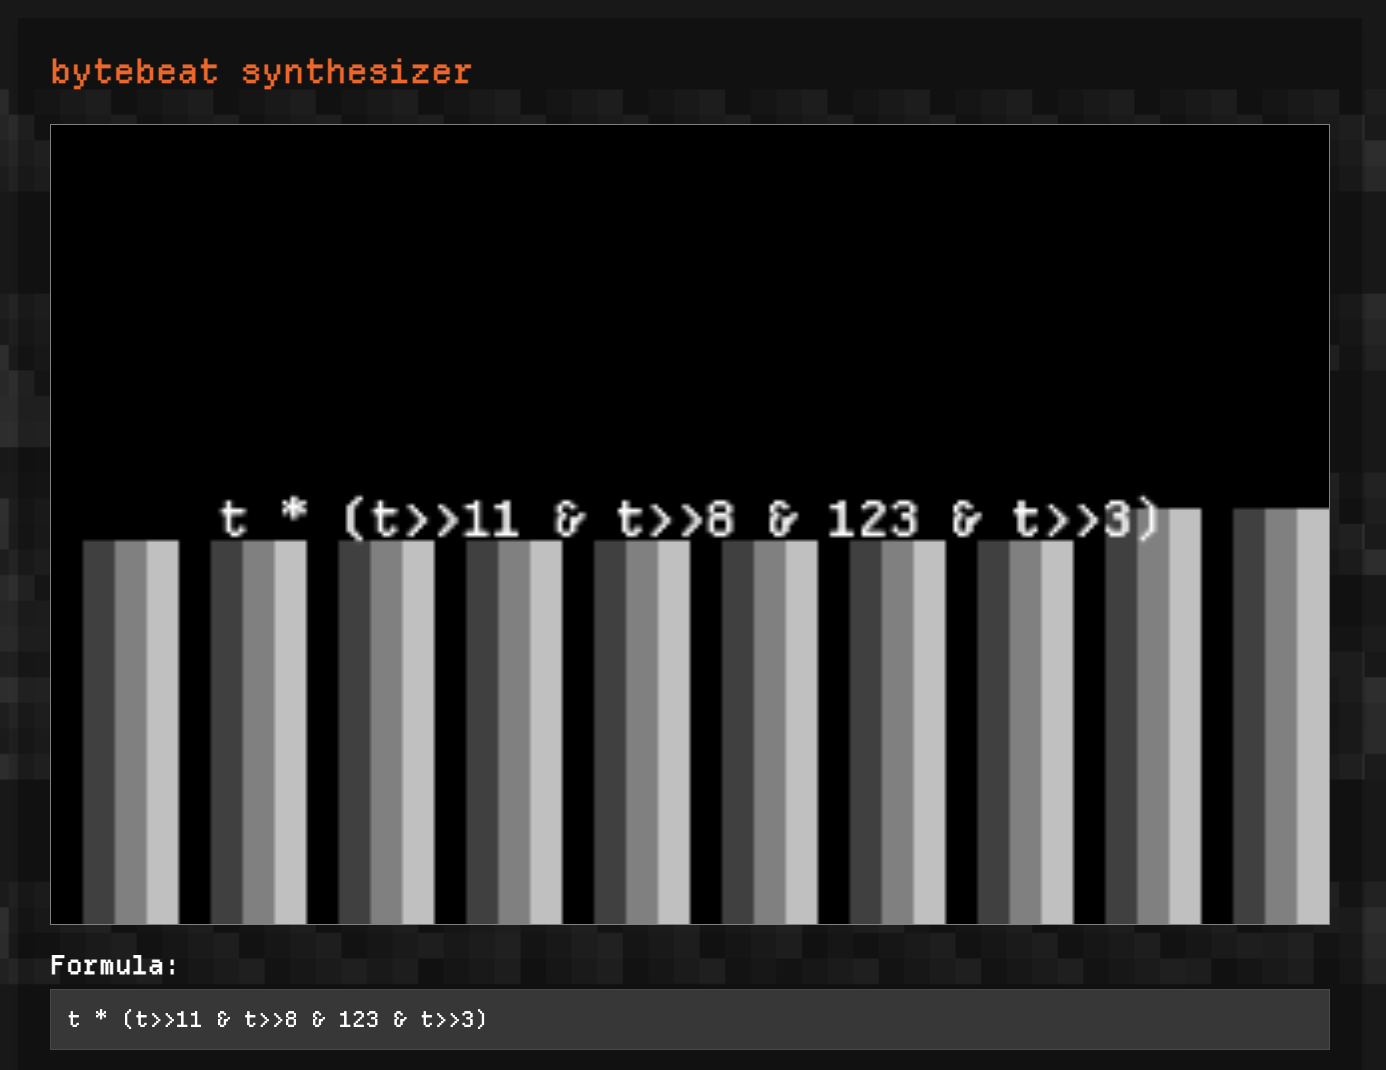 bytebeat synthesizer
t * (t>>11 & t>>8 & 123 & t>>3)
Formula:
t * (t>>11 & t>>8 & 123 & t>>3)